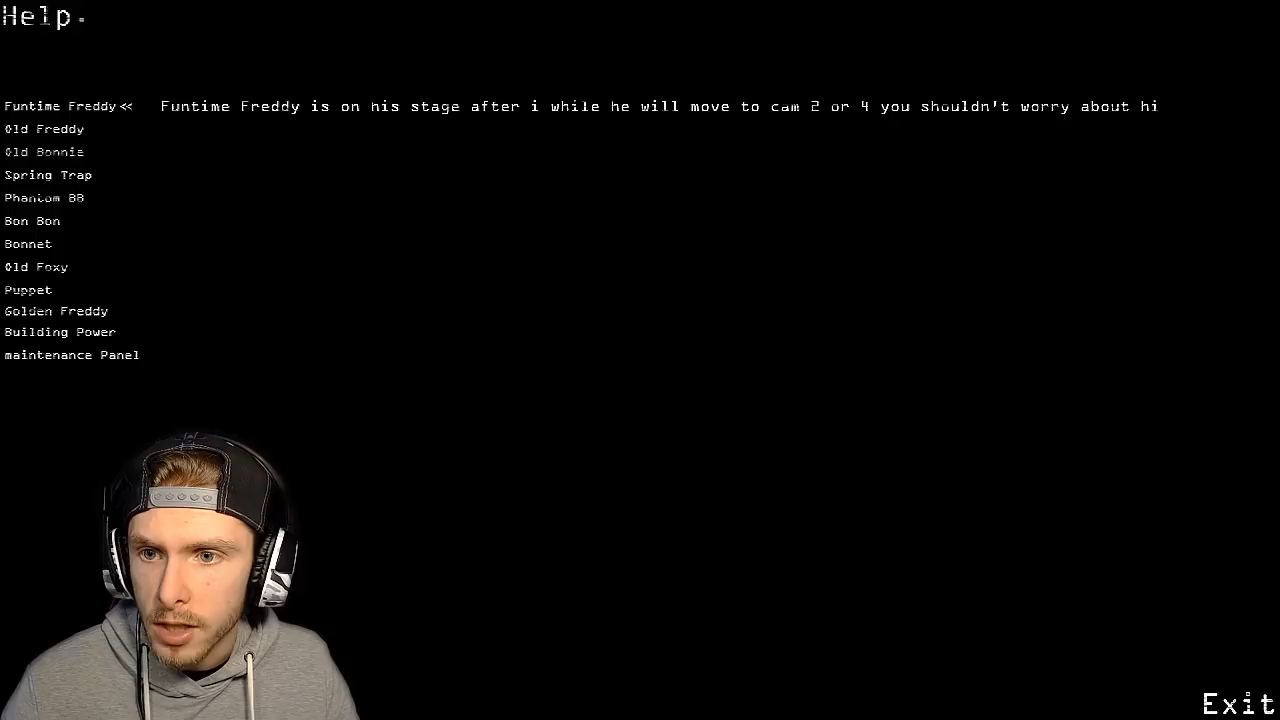 Help.
Funtime Freddy<< Funtime Freddy is on his stage after i while he will move to cam 2 or 4 you shouldn't worry about hi
Old Freddy
Old Bonnie
Spring Trap
Phantom BB
Bon Bon
Bonnet
Old Foxy
Puppet
Golden Freddy
Building Power
maintenance Panel
Exit